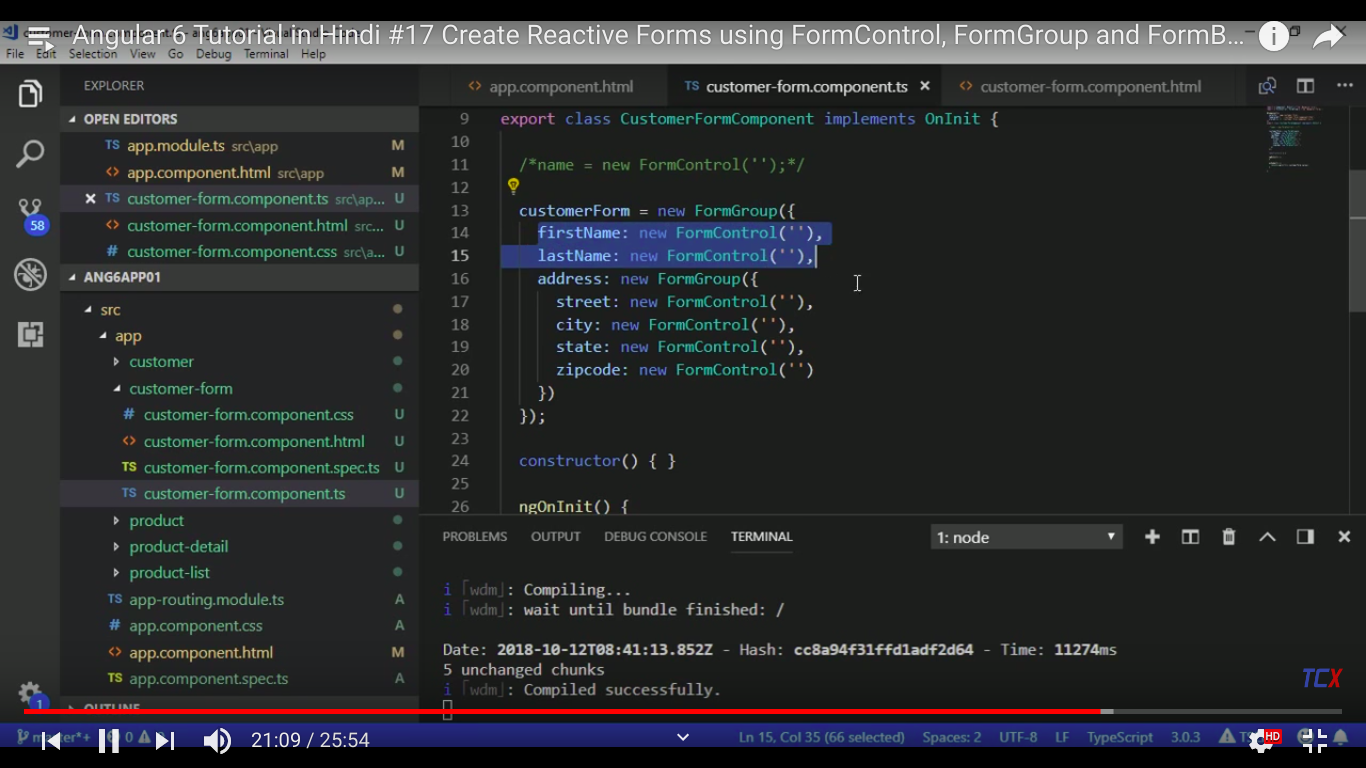 Angular 6 Tutorial in Hindi #17 Create Reactive Forms using FormControl, FormGroup and FormB...
File Edit Selection View Go Debug Terminal Help
EXPLORER
OPEN EDITORS
TS app.module.ts src\app M
<> app.component.html src\app M
TS customer-form.component.ts src\ap... U
<> customer-form.component.html src... U
# customer-form.component.css src\a... U
58
ANG6APP01
src
app
customer
customer-form
# customer-form.component.css U
<> customer-form.component.html U
TS customer-form.component.spec.ts U
TS customer-form.component.ts U
product
product-detail
product-list
TS app-routing.module.ts A
# app.component.css A
<> app.component.html M
TS app.component.spec.ts A
OUTLINE
1
<> app.component.html TS customer-form.component.ts <> customer-form.component.html
9 export class CustomerFormComponent implements OnInit {
10
11 /*name = new FormControl('');*/
12
13 customerForm = new FormGroup({
14 firstName: new FormControl(''),
15 lastName: new FormControl(''),
16 address: new FormGroup({
17 street: new FormControl(''),
18 city: new FormControl(''),
19 state: new FormControl(''),
20 zipcode: new FormControl('')
21 })
22 });
23
24 constructor() { }
25
26 ngOnInit() {
PROBLEMS OUTPUT DEBUG CONSOLE TERMINAL 1: node
i ｢wdm｣: Compiling...
i ｢wdm｣: wait until bundle finished: /
Date: 2018-10-12T08:41:13.852Z - Hash: cc8a94f31ffd1adf2d64 - Time: 11274ms
5 unchanged chunks
i ｢wdm｣: Compiled successfully.
TCX
21:09 / 25:54
Ln 15, Col 35 (66 selected) Spaces: 2 UTF-8 LF TypeScript 3.0.3
HD